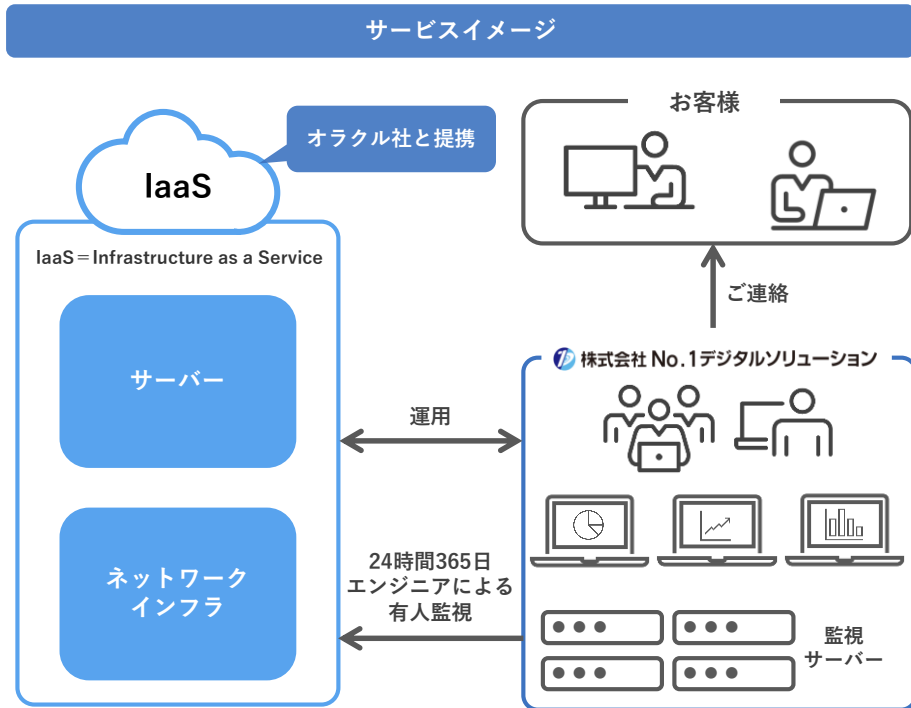 サービスイメージ
オラクル社と提携
IaaS
IaaS＝Infrastructure as a Service
サーバー
ネットワーク
インフラ
運用
24時間365日
エンジニアによる
有人監視
お客様
ご連絡
株式会社 No.1デジタルソリューション
監視
サーバー